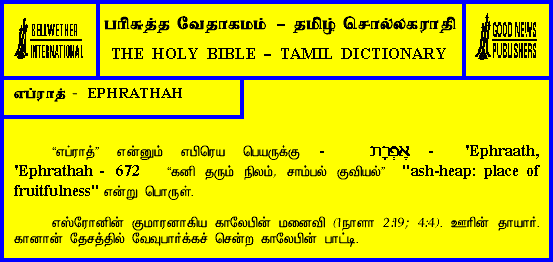 BELLWETHER
INTERNATIONAL
பரிசுத்த வேதாகமம் – தமிழ் சொல்லகராதி
THE HOLY BIBLE – TAMIL DICTIONARY
GOOD NEWS
PUBLISHERS
எப்ராத் - EPHRATHAH
“எப்ராத்” என்னும் எபிரெய பெயருக்கு - אֶפְרָת - 'Ephraath,
'Ephrathah - 672 “கனி தரும் நிலம், சாம்பல் குவியல்” "ash-heap: place of
fruitfulness" என்று பொருள்.
எஸ்ரோனின் குமாரனாகிய காலேபின் மனைவி (1நாளா 2:19; 4:4). ஊரின் தாயார்.
கானான் தேசத்தில் வேவுபார்க்கச் சென்ற காலேபின் பாட்டி.